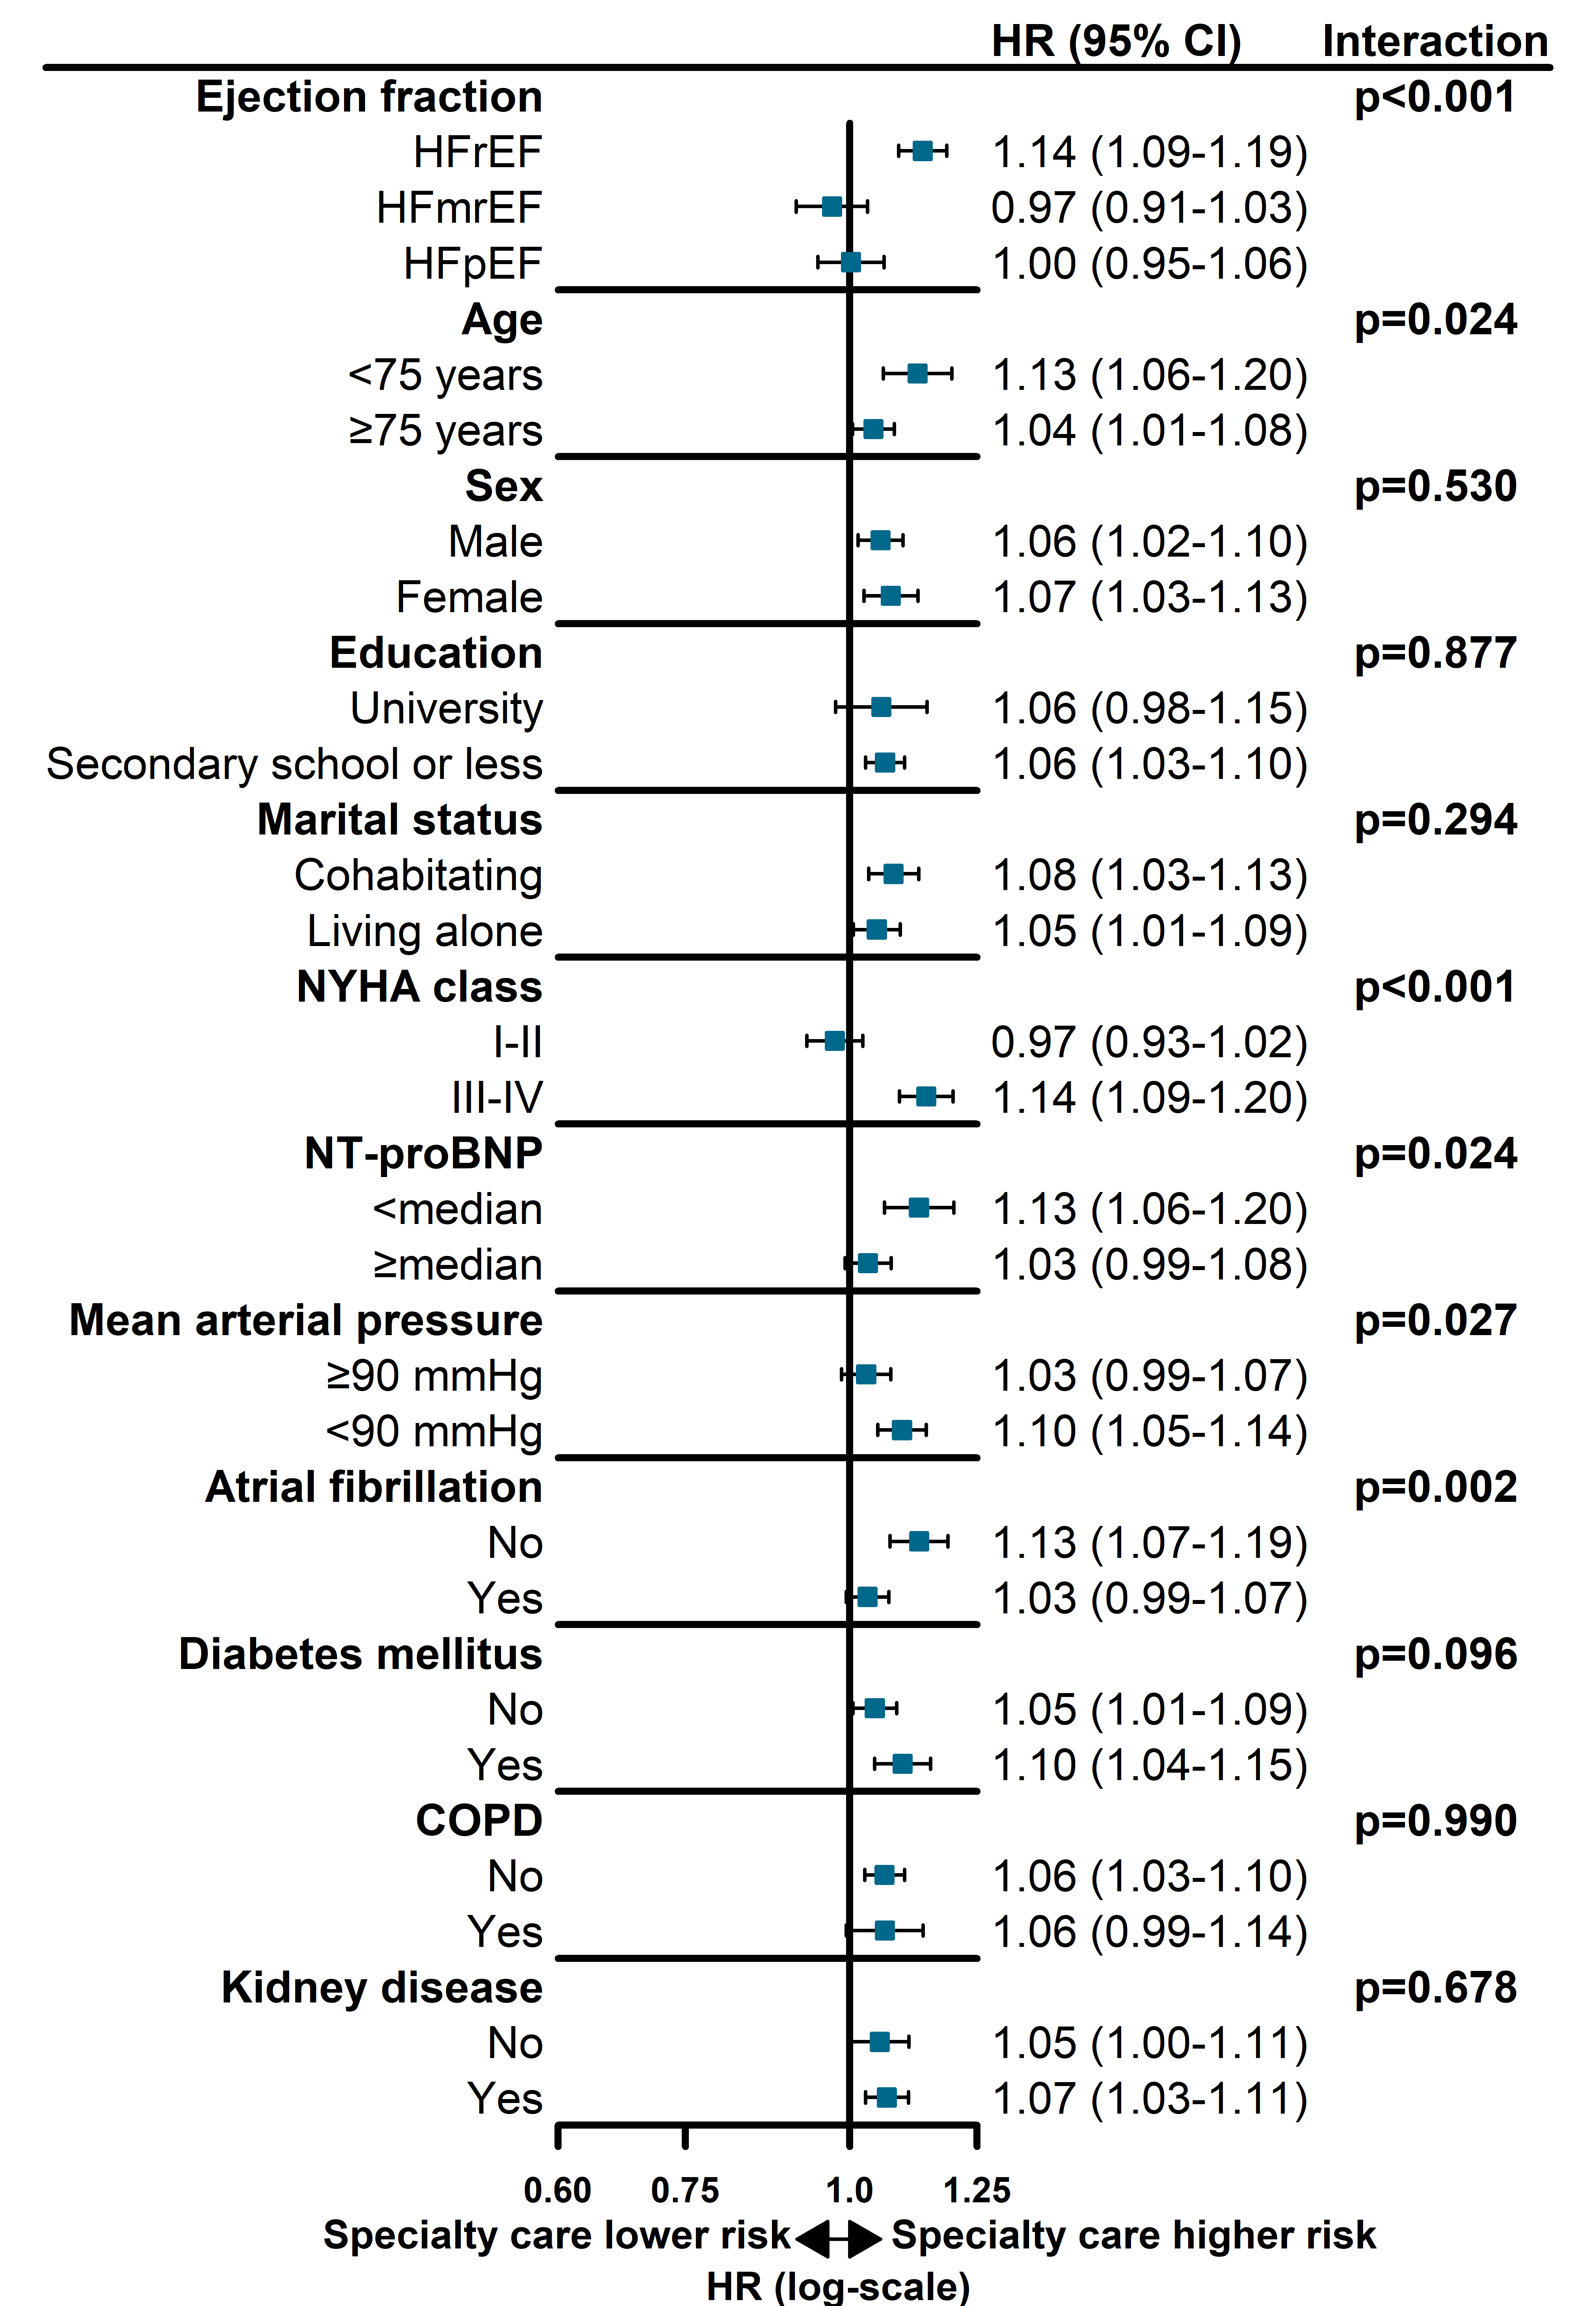 HR (95% CI) Interaction
Ejection fraction p<0.001
HFrEF 1.14 (1.09-1.19)
HFmrEF 0.97 (0.91-1.03)
HFpEF 1.00 (0.95-1.06)
Age p=0.024
<75 years 1.13 (1.06-1.20)
≥75 years 1.04 (1.01-1.08)
Sex p=0.530
Male 1.06 (1.02-1.10)
Female 1.07 (1.03-1.13)
Education p=0.877
University 1.06 (0.98-1.15)
Secondary school or less 1.06 (1.03-1.10)
Marital status p=0.294
Cohabitating 1.08 (1.03-1.13)
Living alone 1.05 (1.01-1.09)
NYHA class p<0.001
I-II 0.97 (0.93-1.02)
III-IV 1.14 (1.09-1.20)
NT-proBNP p=0.024
<median 1.13 (1.06-1.20)
≥median 1.03 (0.99-1.08)
Mean arterial pressure p=0.027
≥90 mmHg 1.03 (0.99-1.07)
<90 mmHg 1.10 (1.05-1.14)
Atrial fibrillation p=0.002
No 1.13 (1.07-1.19)
Yes 1.03 (0.99-1.07)
Diabetes mellitus p=0.096
No 1.05 (1.01-1.09)
Yes 1.10 (1.04-1.15)
COPD p=0.990
No 1.06 (1.03-1.10)
Yes 1.06 (0.99-1.14)
Kidney disease p=0.678
No 1.05 (1.00-1.11)
Yes 1.07 (1.03-1.11)
0.60 0.75 1.0 1.25
Specialty care lower risk Specialty care higher risk
HR (log-scale)